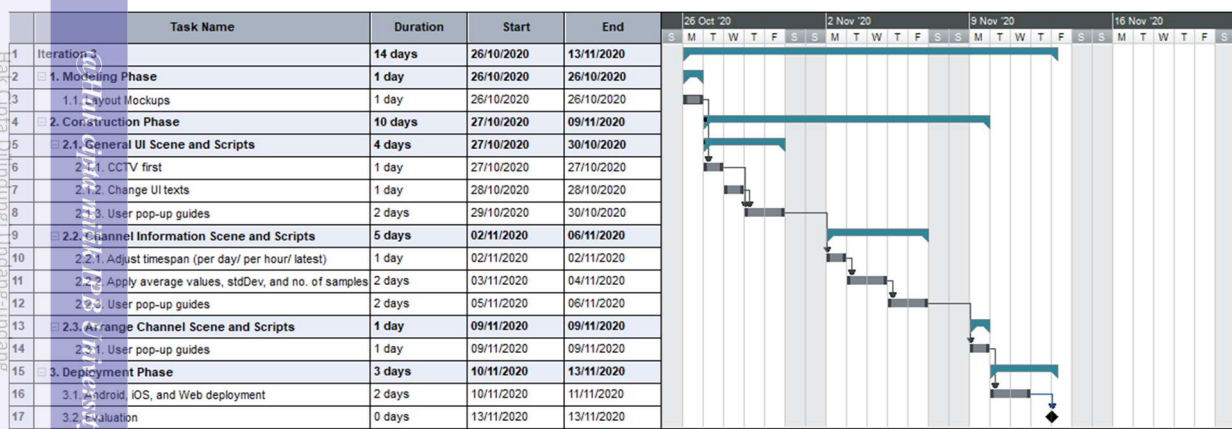 Task Name Duration Start End 26 Oct '20 2 Nov '20 9 Nov '20 16 Nov '20
S M T W T F S S M T W T F S S M T W T F S S M T W T F S
1 Iteration 3 14 days 26/10/2020 13/11/2020
2 1. Modeling Phase 1 day 26/10/2020 26/10/2020
3 1.1. Layout Mockups 1 day 26/10/2020 26/10/2020
4 2. Construction Phase 10 days 27/10/2020 09/11/2020
5 2.1. General UI Scene and Scripts 4 days 27/10/2020 30/10/2020
6 2.1.1. CCTV first 1 day 27/10/2020 27/10/2020
7 2.1.2. Change UI texts 1 day 28/10/2020 28/10/2020
8 2.1.3. User pop-up guides 2 days 29/10/2020 30/10/2020
9 2.2. Channel Information Scene and Scripts 5 days 02/11/2020 06/11/2020
10 2.2.1. Adjust timespan (per day/ per hour/ latest) 1 day 02/11/2020 02/11/2020
11 2.2.2. Apply average values, stdDev, and no. of samples 2 days 03/11/2020 04/11/2020
12 2.2.3. User pop-up guides 2 days 05/11/2020 06/11/2020
13 2.3. Arrange Channel Scene and Scripts 1 day 09/11/2020 09/11/2020
14 2.3.1. User pop-up guides 1 day 09/11/2020 09/11/2020
15 3. Deployment Phase 3 days 10/11/2020 13/11/2020
16 3.1. Android, iOS, and Web deployment 2 days 10/11/2020 11/11/2020
17 3.2. Evaluation 0 days 13/11/2020 13/11/2020
@Hak cipta milik IPB University
Hak Cipta Dilindungi Undang-undang